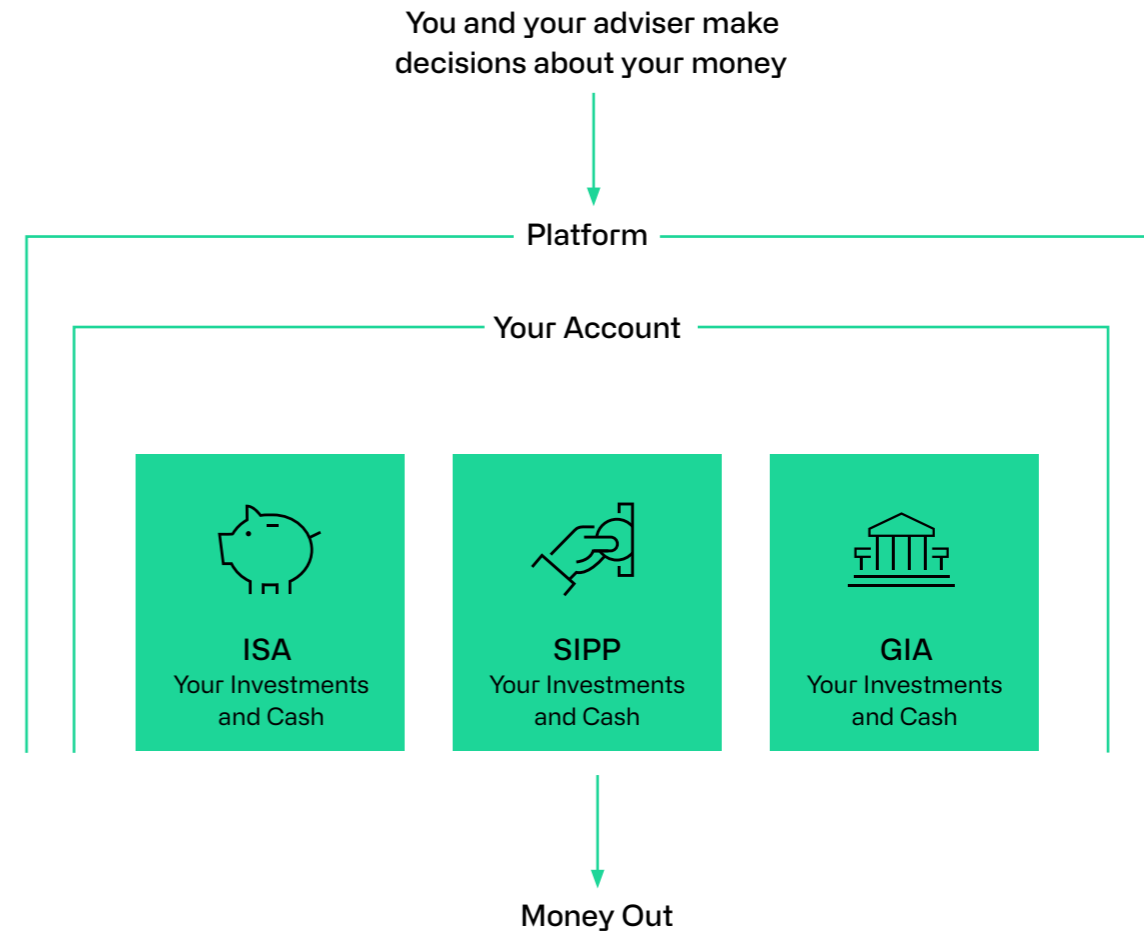 You and your adviser make
decisions about your money
Platform
Your Account
ISA
Your Investments
and Cash
SIPP
Your Investments
and Cash
GIA
Your Investments
and Cash
Money Out